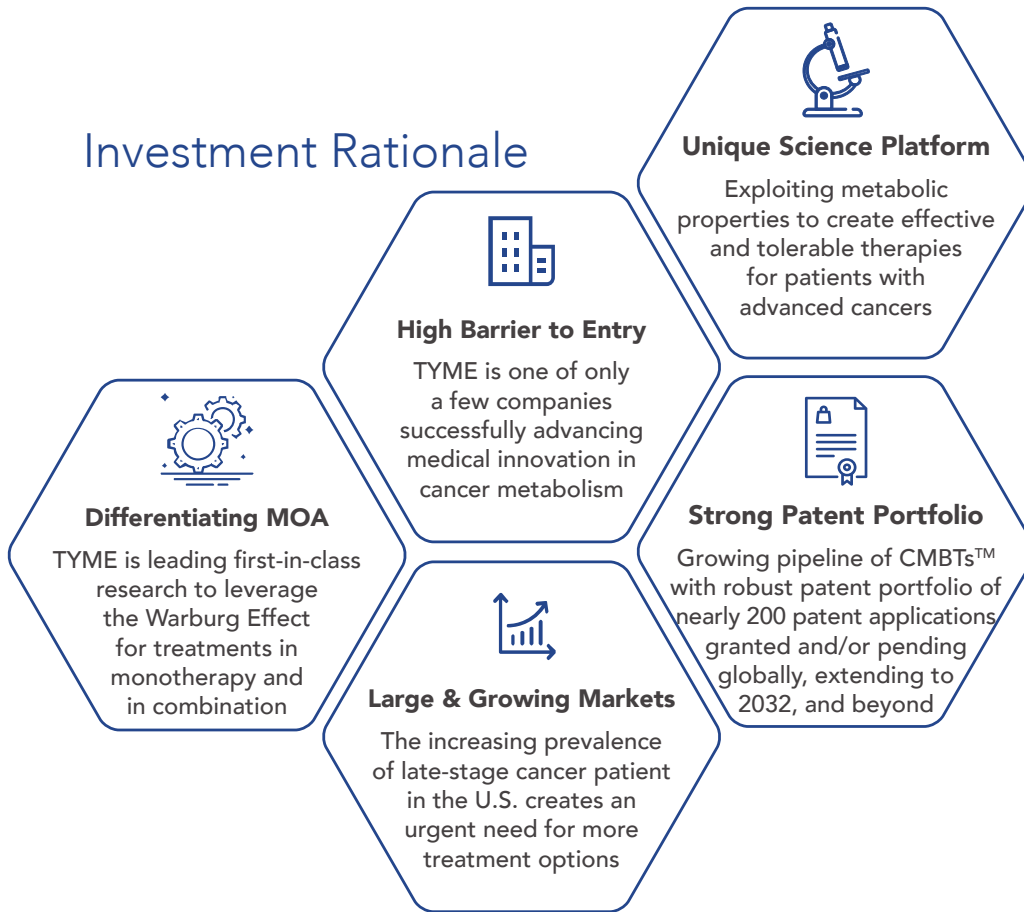 Investment Rationale
Unique Science Platform
Exploiting metabolic
properties to create effective
and tolerable therapies
for patients with
advanced cancers
High Barrier to Entry
TYME is one of only
a few companies
successfully advancing
medical innovation in
cancer metabolism
Differentiating MOA
TYME is leading first-in-class
research to leverage
the Warburg Effect
for treatments in
monotherapy and
in combination
Strong Patent Portfolio
Growing pipeline of CMBTs™
with robust patent portfolio of
nearly 200 patent applications
granted and/or pending
globally, extending to
2032, and beyond
Large & Growing Markets
The increasing prevalence
of late-stage cancer patient
in the U.S. creates an
urgent need for more
treatment options